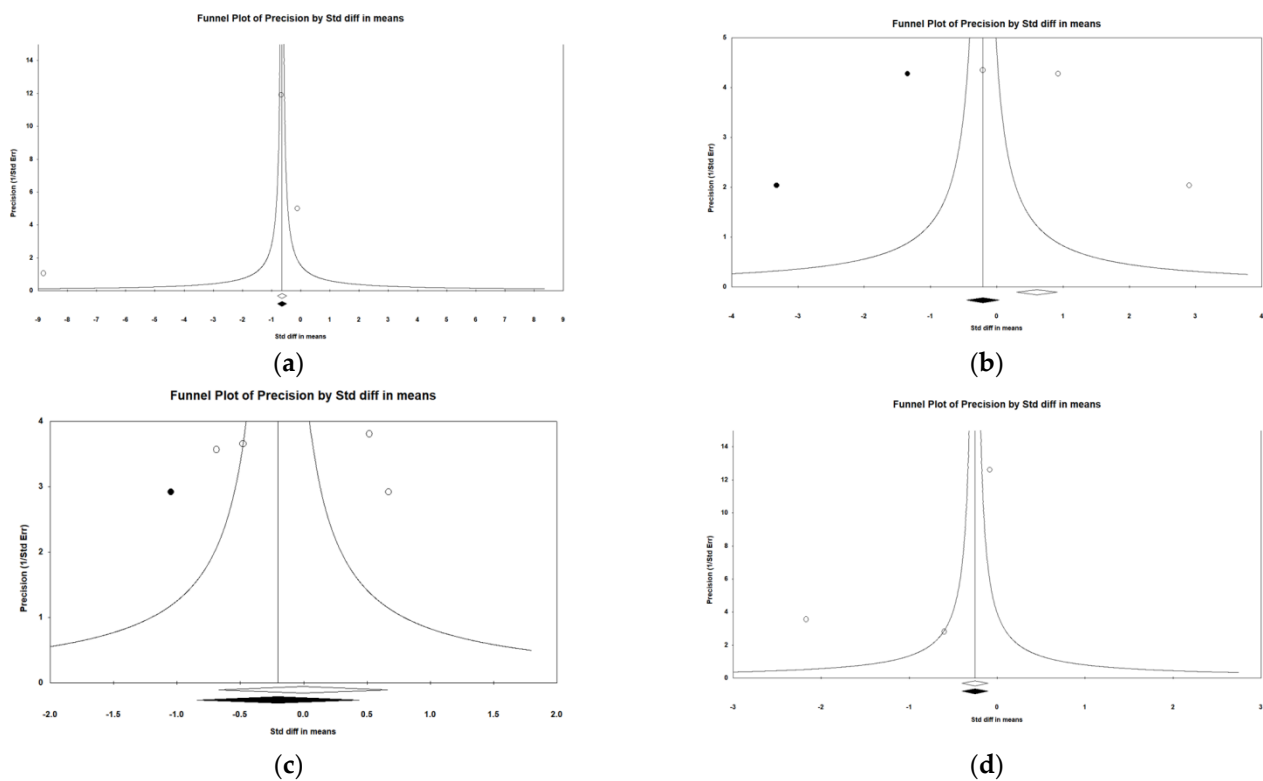 Funnel Plot of Precision by Std diff in means
14
12
10
8
6
4
2
0
Precision (1/Std Err)
-9 -8 -7 -6 -5 -4 -3 -2 -1 0 1 2 3 4 5 6 7 8 9
Std diff in means
(a)
Funnel Plot of Precision by Std diff in means
5
4
3
2
1
0
Precision (1/Std Err)
-4 -3 -2 -1 0 1 2 3 4
Std diff in means
(b)
Funnel Plot of Precision by Std diff in means
4
3
2
1
0
Precision (1/Std Err)
-2.0 -1.5 -1.0 -0.5 0.0 0.5 1.0 1.5 2.0
Std diff in means
(c)
Funnel Plot of Precision by Std diff in means
14
12
10
8
6
4
2
0
Precision (1/Std Err)
-3 -2 -1 0 1 2 3
Std diff in means
(d)